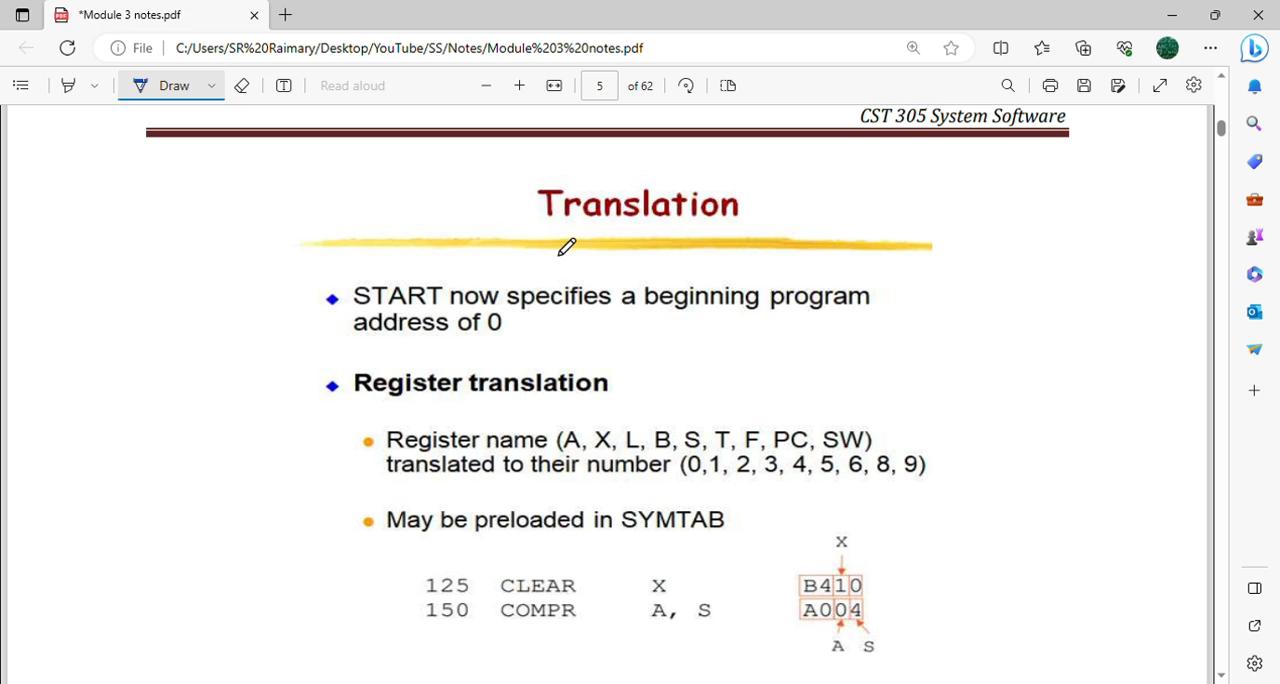 *Module 3 notes.pdf
File C:/Users/SR%20Raimary/Desktop/YouTube/SS/Notes/Module%203%20notes.pdf
Draw Read aloud 5 of 62
CST 305 System Software
Translation
START now specifies a beginning program
address of 0
Register translation
Register name (A, X, L, B, S, T, F, PC, SW)
translated to their number (0,1, 2, 3, 4, 5, 6, 8, 9)
May be preloaded in SYMTAB
X
125 CLEAR X B410
150 COMPR A, S A004
A S